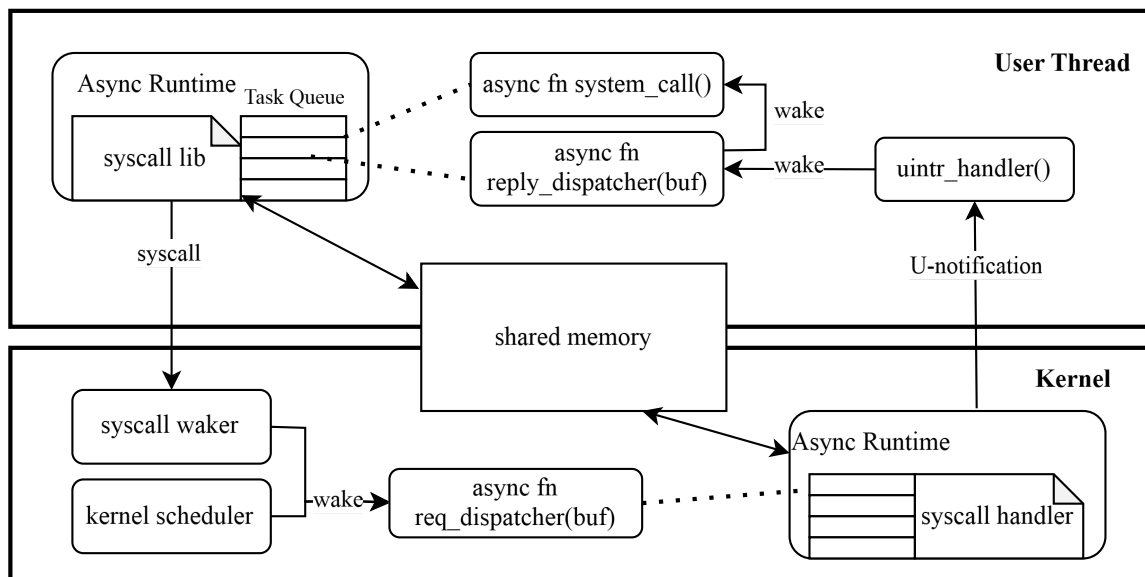 User Thread
Async Runtime
Task Queue
syscall lib
async fn system_call()
wake
async fn
reply_dispatcher(buf)
wake
uintr_handler()
syscall
U-notification
shared memory
Kernel
syscall waker
kernel scheduler
wake
async fn
req_dispatcher(buf)
Async Runtime
syscall handler